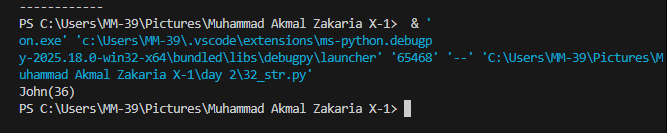 ------------
PS C:\Users\MM-39\Pictures\Muhammad Akmal Zakaria X-1>  & '
on.exe' 'c:\Users\MM-39\.vscode\extensions\ms-python.debugp
y-2025.18.0-win32-x64\bundled\libs\debugpy\launcher' '65468' '--' 'C:\Users\MM-39\Pictures\M
uhammad Akmal Zakaria X-1\day 2\32_str.py'
John(36)
PS C:\Users\MM-39\Pictures\Muhammad Akmal Zakaria X-1>